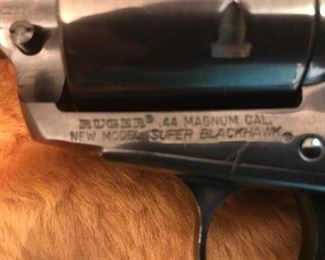 RUGER® .44 MAGNUM CAL.
NEW MODEL SUPER BLACKHAWK®